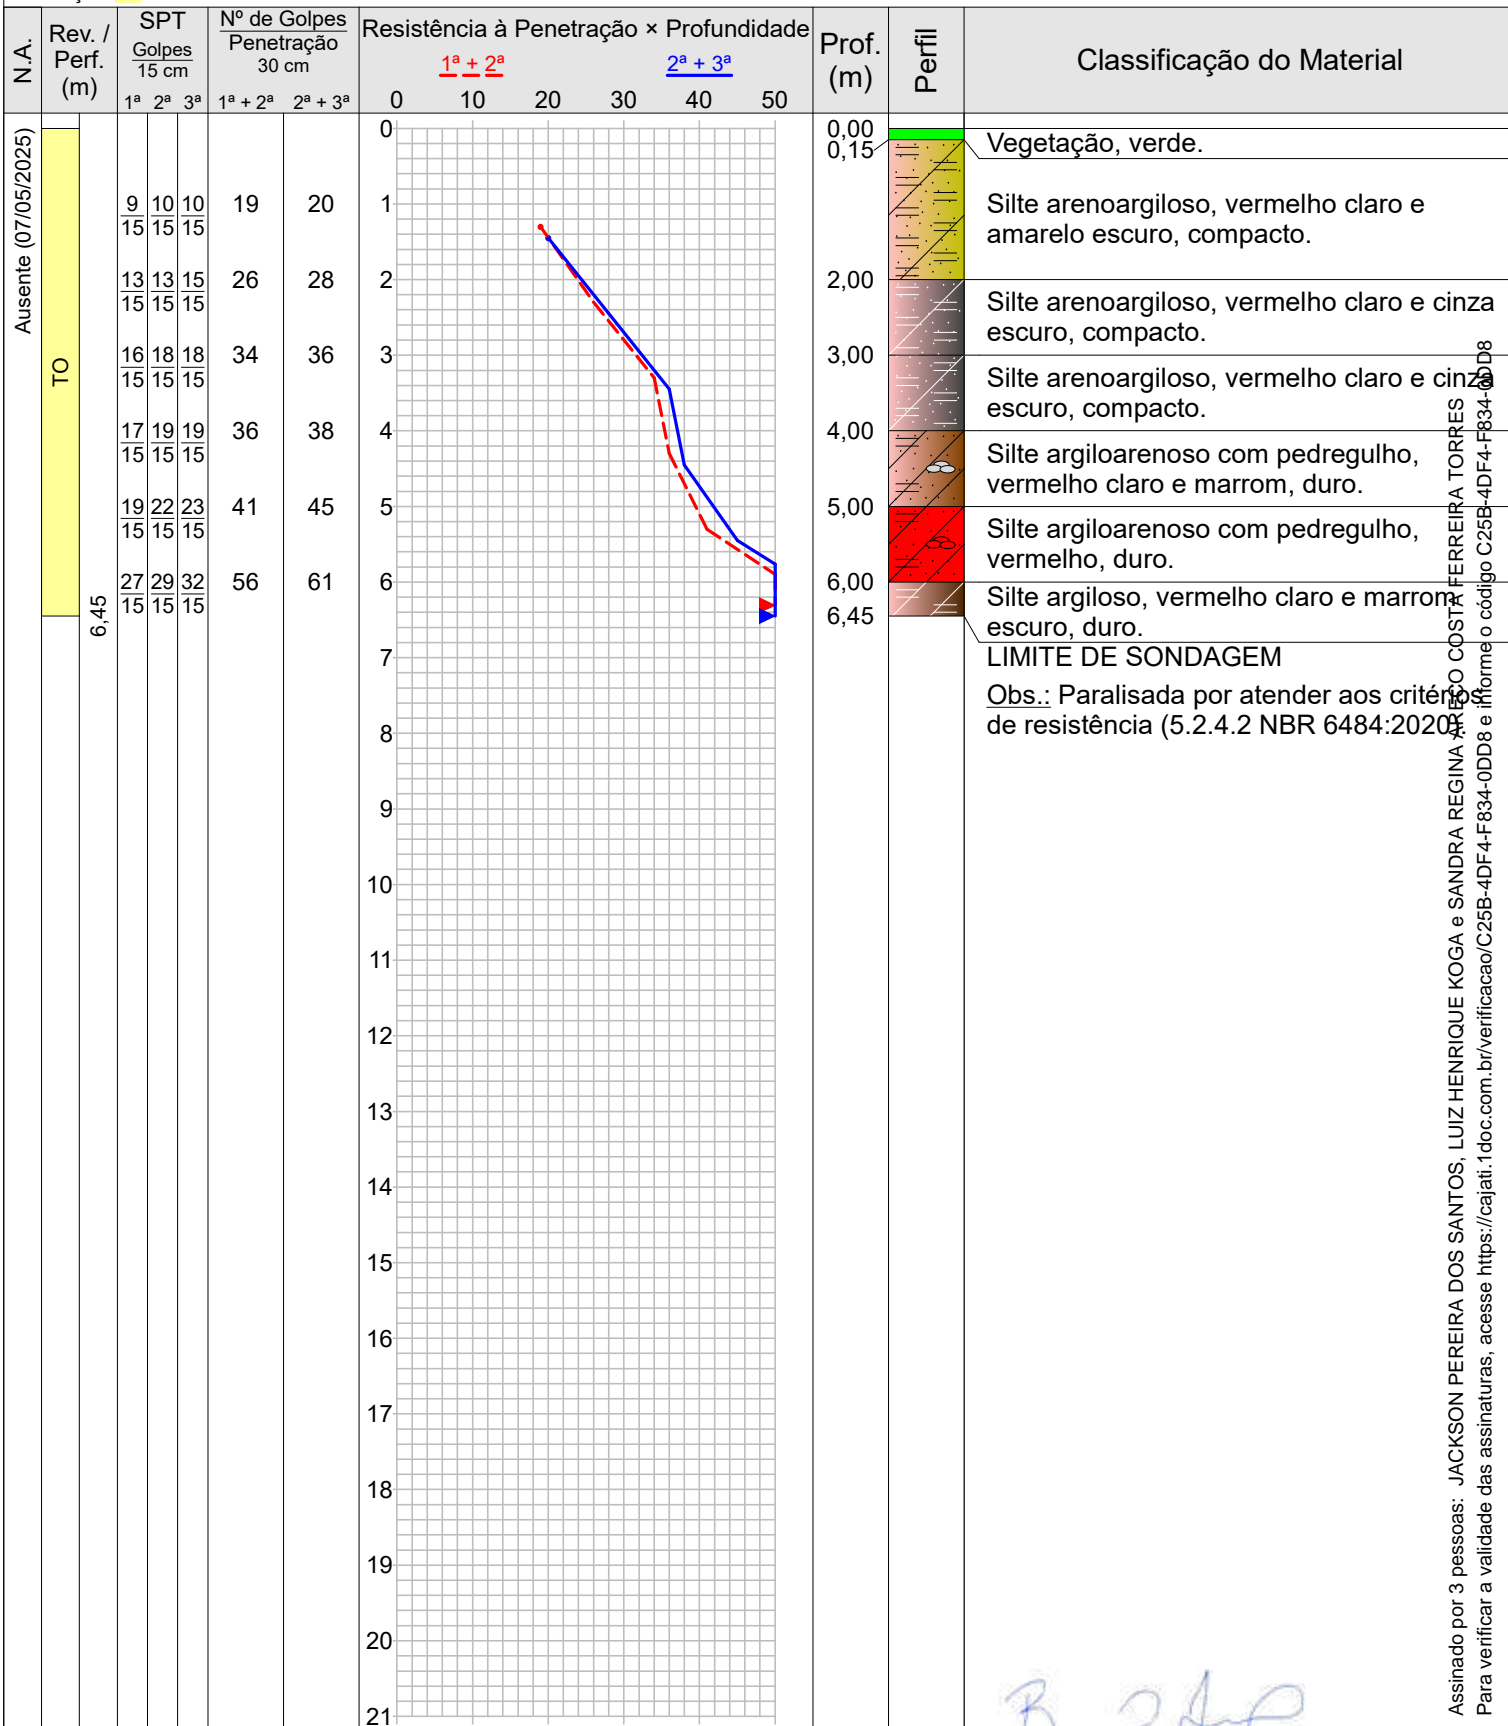 N.A.
Rev. /
Perf.
(m)
SPT
Golpes
15 cm
1ª 2ª 3ª
Nº de Golpes
Penetração
30 cm
1ª + 2ª 2ª + 3ª
Resistência à Penetração × Profundidade
1ª + 2ª 2ª + 3ª
0 10 20 30 40 50
Prof.
(m)
Perfil
Classificação do Material
Ausente (07/05/2025)
TO
6,45
9 10 10 19 20
15 15 15
13 13 15 26 28
15 15 15
16 18 18 34 36
15 15 15
17 19 19 36 38
15 15 15
19 22 23 41 45
15 15 15
27 29 32 56 61
15 15 15
0
1
2
3
4
5
6
7
8
9
10
11
12
13
14
15
16
17
18
19
20
21
0,00
0,15
2,00
3,00
4,00
5,00
6,00
6,45
Vegetação, verde.
Silte arenoargiloso, vermelho claro e
amarelo escuro, compacto.
Silte arenoargiloso, vermelho claro e cinza
escuro, compacto.
Silte arenoargiloso, vermelho claro e cinza
escuro, compacto.
Silte argiloarenoso com pedregulho,
vermelho claro e marrom, duro.
Silte argiloarenoso com pedregulho,
vermelho, duro.
Silte argiloso, vermelho claro e marrom
escuro, duro.
LIMITE DE SONDAGEM
Obs.: Paralisada por atender aos critérios
de resistência (5.2.4.2 NBR 6484:2020).
Assinado por 3 pessoas: JACKSON PEREIRA DOS SANTOS, LUIZ HENRIQUE KOGA e SANDRA REGINA ARECO COSTA FERREIRA TORRES
Para verificar a validade das assinaturas, acesse https://cajati.1doc.com.br/verificacao/C25B-4DF4-F834-0DD8 e informe o código C25B-4DF4-F834-0DD8